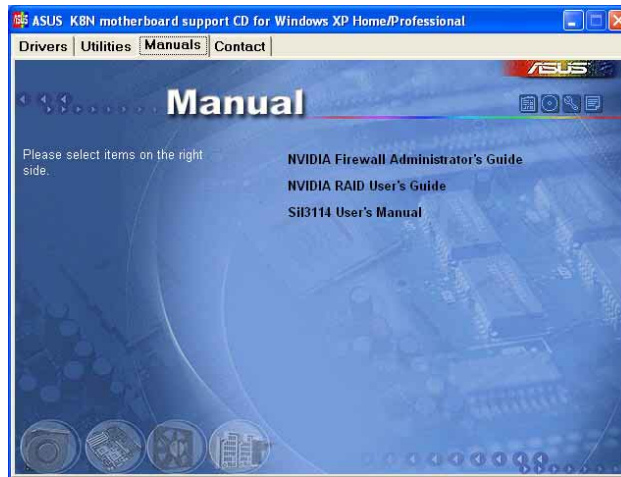 ASUS K8N motherboard support CD for Windows XP Home/Professional
Drivers Utilities Manuals Contact
ASUS
Manual
Please select items on the right
side.
NVIDIA Firewall Administrator's Guide
NVIDIA RAID User's Guide
Sil3114 User's Manual